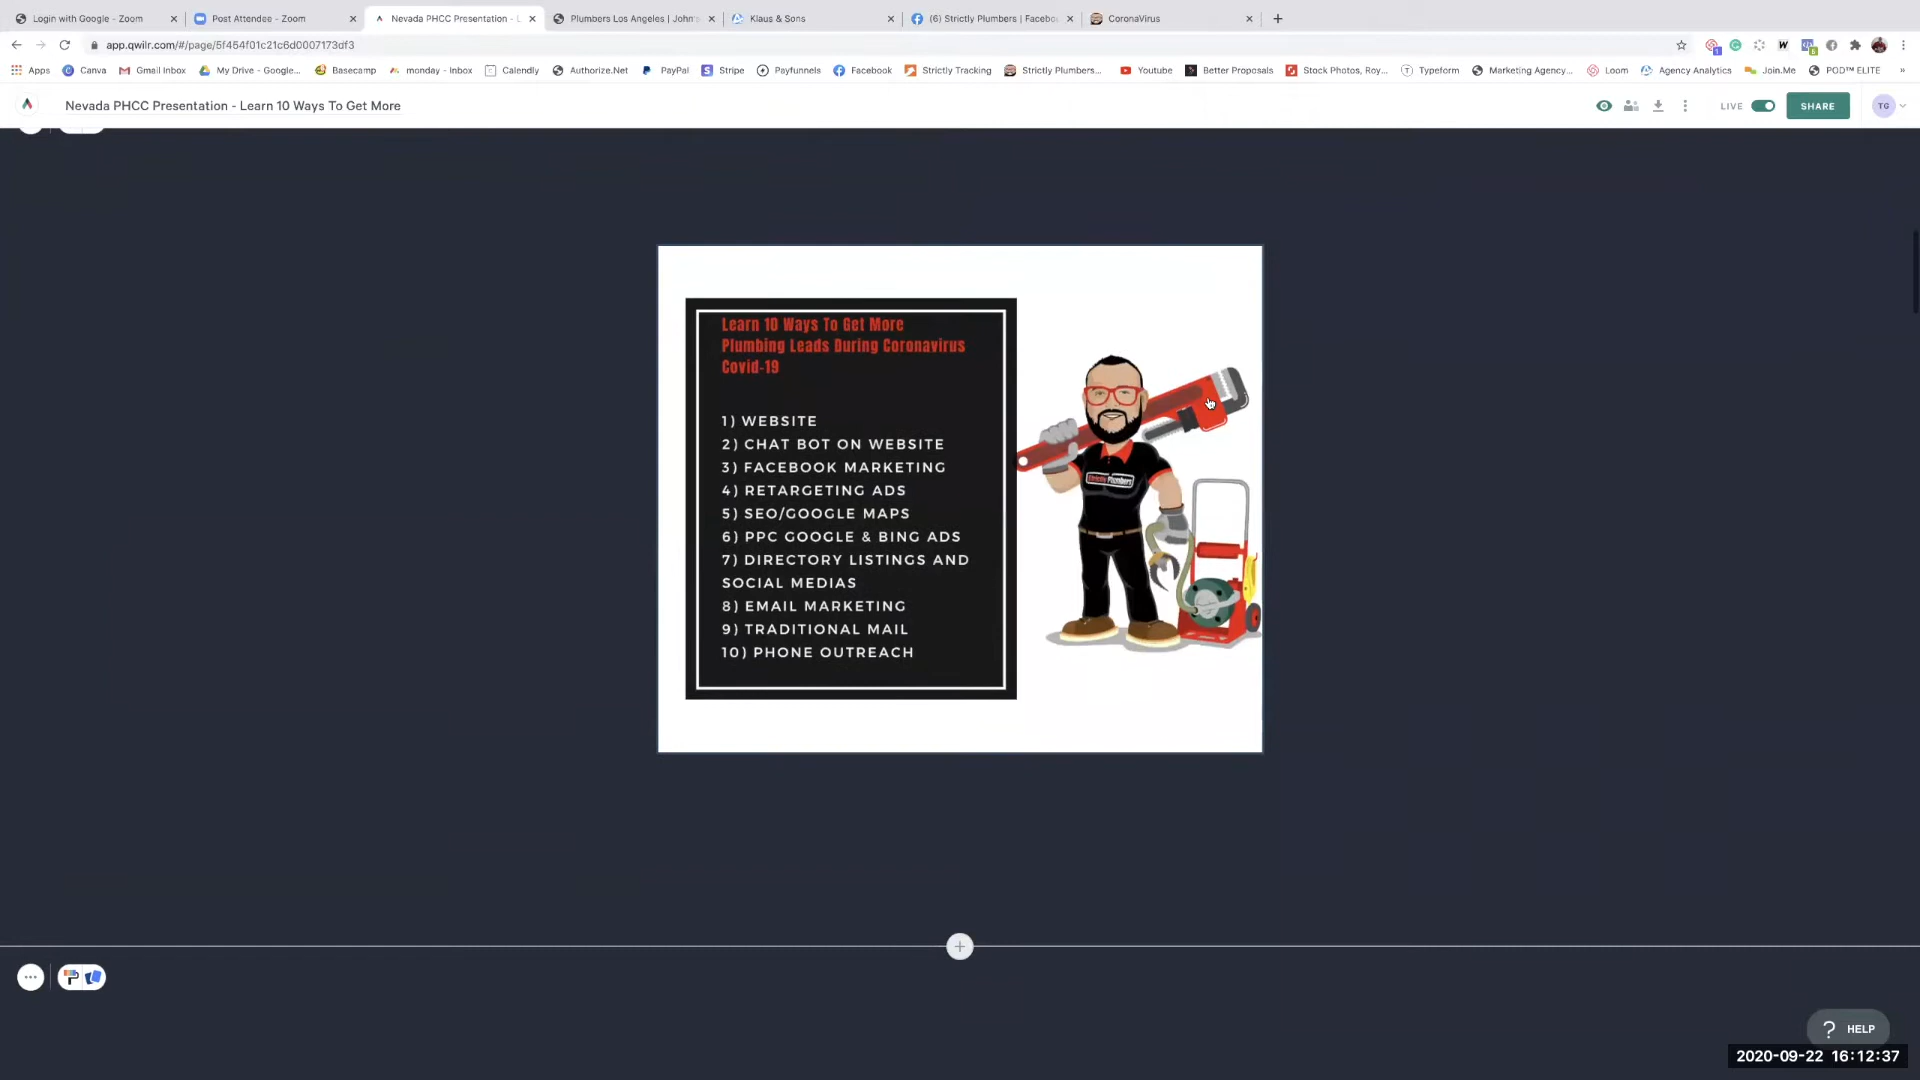 Login with Google - Zoom
Post Attendee - Zoom
Nevada PHCC Presentation - L
Plumbers Los Angeles | John's
Klaus & Sons
(6) Strictly Plumbers | Facebo
CoronaVirus
app.qwilr.com/#/page/5f454f01c21c6d0007173df3
Apps
Canva
Gmail Inbox
My Drive - Google...
Basecamp
monday - Inbox
Calendly
Authorize.Net
PayPal
Stripe
Payfunnels
Facebook
Strictly Tracking
Strictly Plumbers...
Youtube
Better Proposals
Stock Photos, Roy...
Typeform
Marketing Agency...
Loom
Agency Analytics
Join.Me
POD™ ELITE
»
Nevada PHCC Presentation - Learn 10 Ways To Get More
LIVE
SHARE
TG
Learn 10 Ways To Get More
Plumbing Leads During Coronavirus
Covid-19
1) WEBSITE
2) CHAT BOT ON WEBSITE
3) FACEBOOK MARKETING
4) RETARGETING ADS
5) SEO/GOOGLE MAPS
6) PPC GOOGLE & BING ADS
7) DIRECTORY LISTINGS AND
SOCIAL MEDIAS
8) EMAIL MARKETING
9) TRADITIONAL MAIL
10) PHONE OUTREACH
Strictly Plumbers
? HELP
2020-09-22 16:12:37